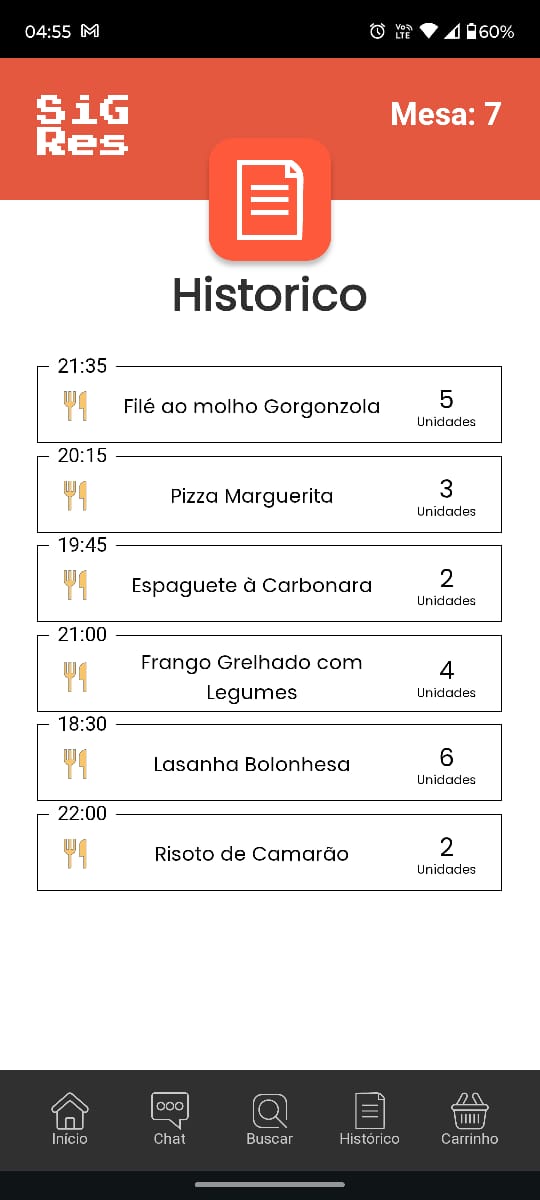 04:55
Vo LTE
60%
SiG
Res
Mesa: 7
Historico
21:35
Filé ao molho Gorgonzola
5
Unidades
20:15
Pizza Marguerita
3
Unidades
19:45
Espaguete à Carbonara
2
Unidades
21:00
Frango Grelhado com
Legumes
4
Unidades
18:30
Lasanha Bolonhesa
6
Unidades
22:00
Risoto de Camarão
2
Unidades
Início
Chat
Buscar
Histórico
Carrinho